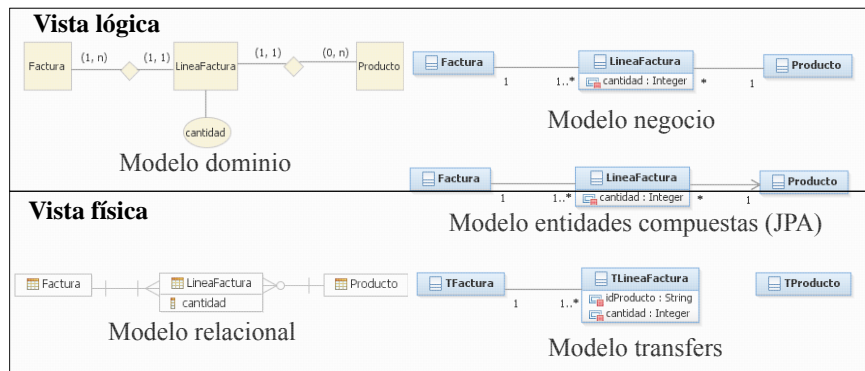 Vista lógica
(1, n) (1, 1) (1, 1) (0, n)
Factura LineaFactura Producto
cantidad
Modelo dominio
Factura LineaFactura Producto
cantidad : Integer
1 1..* * 1
Modelo negocio
Factura LineaFactura Producto
cantidad : Integer
1 1..* * 1
Modelo entidades compuestas (JPA)
Vista física
Factura LineaFactura Producto
cantidad
Modelo relacional
TFactura TLineaFactura TProducto
1 1..*
idProducto : String
cantidad : Integer
Modelo transfers